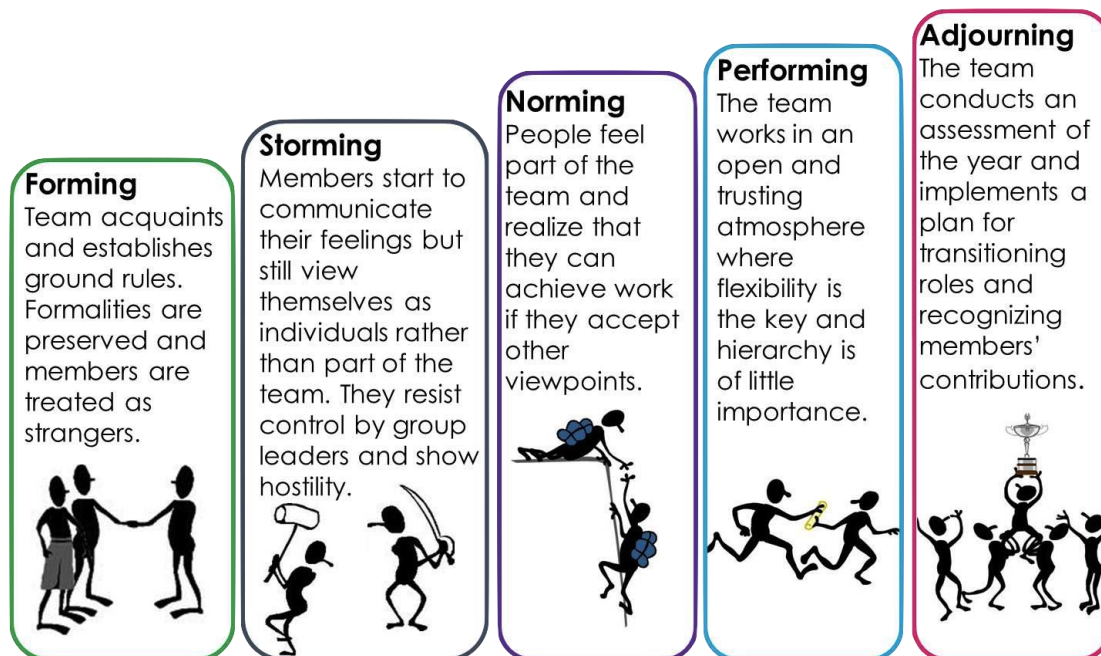 Forming
Team acquaints
and establishes
ground rules.
Formalities are
preserved and
members are
treated as
strangers.
Storming
Members start to
communicate
their feelings but
still view
themselves as
individuals rather
than part of the
team. They resist
control by group
leaders and show
hostility.
Norming
People feel
part of the
team and
realize that
they can
achieve work
if they accept
other
viewpoints.
Performing
The team
works in an
open and
trusting
atmosphere
where
flexibility is
the key and
hierarchy is
of little
importance.
Adjourning
The team
conducts an
assessment of
the year and
implements a
plan for
transitioning
roles and
recognizing
members’
contributions.